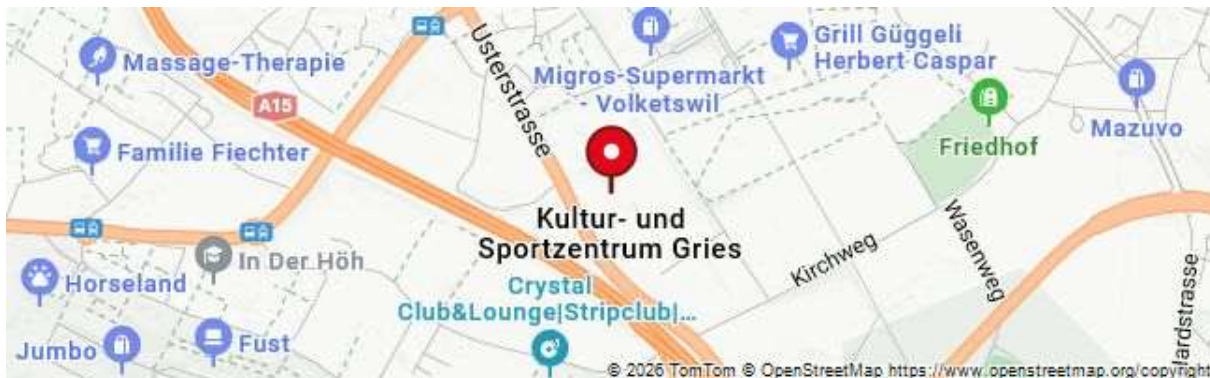 Usterstrasse
Massage-Therapie
A15
Migros-Supermarkt
- Volketswil
Grill Güggeli
Herbert Caspar
Mazuvo
Familie Fiechter
Friedhof
Kultur- und
Sportzentrum Gries
Wasenweg
Kirchweg
In Der Höh
Horseland
Crystal
Club&Lounge|Stripclub|...
lardstrasse
Jumbo
Fust
© 2026 TomTom © OpenStreetMap https://www.openstreetmap.org/copyright